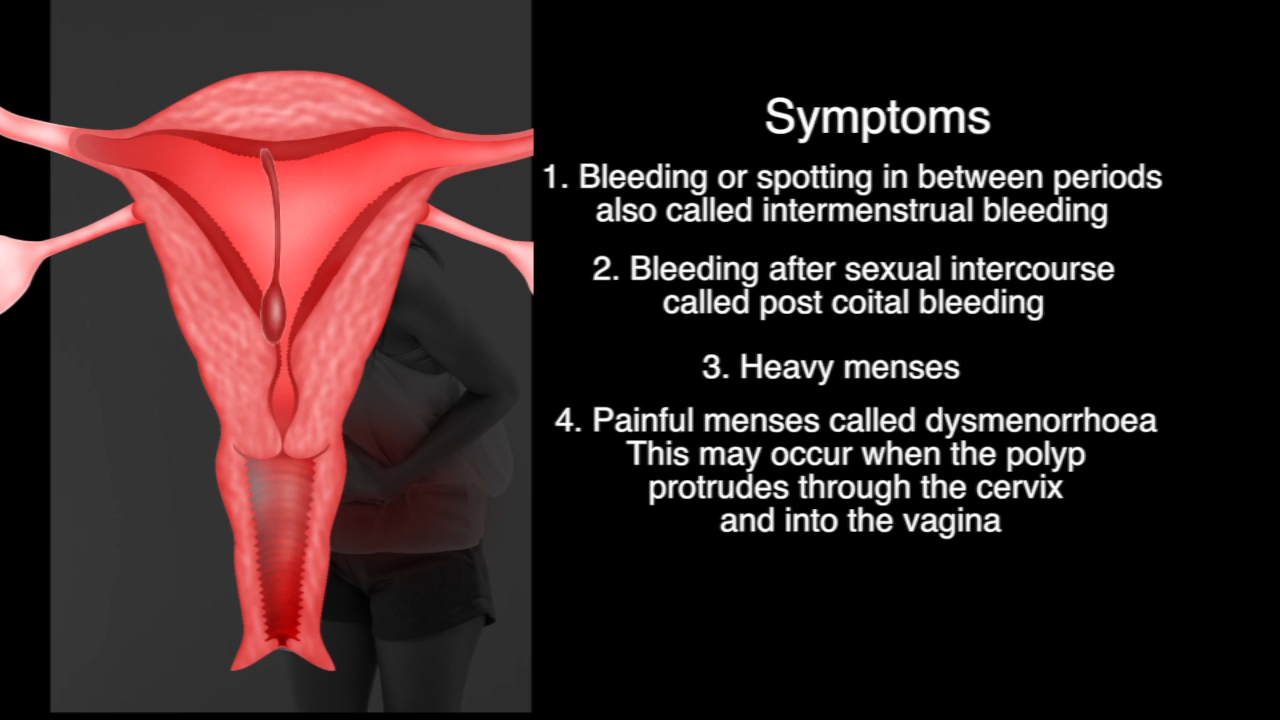 Symptoms
1. Bleeding or spotting in between periods
also called intermenstrual bleeding
2. Bleeding after sexual intercourse
called post coital bleeding
3. Heavy menses
4. Painful menses called dysmenorrhoea
This may occur when the polyp
protrudes through the cervix
and into the vagina